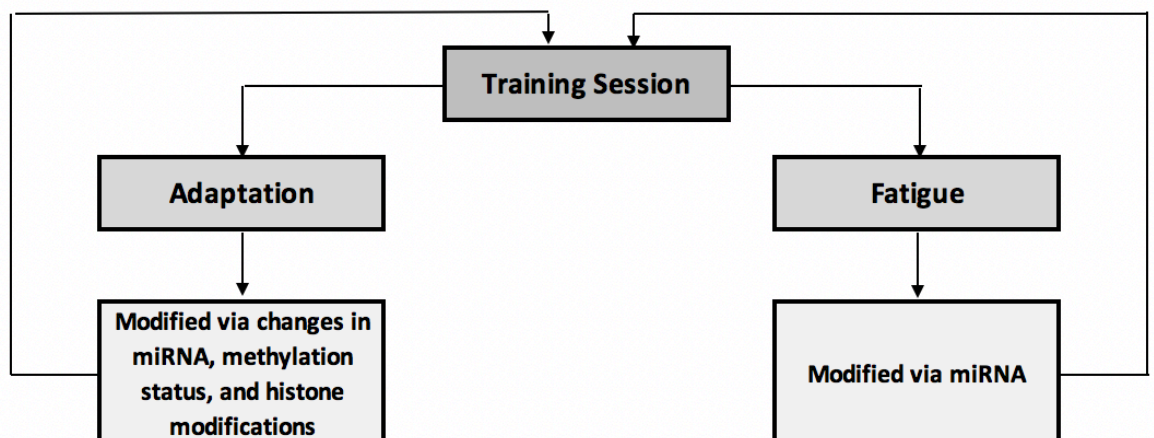 Training Session
Adaptation
Fatigue
Modified via changes in
miRNA, methylation
status, and histone
modifications
Modified via miRNA